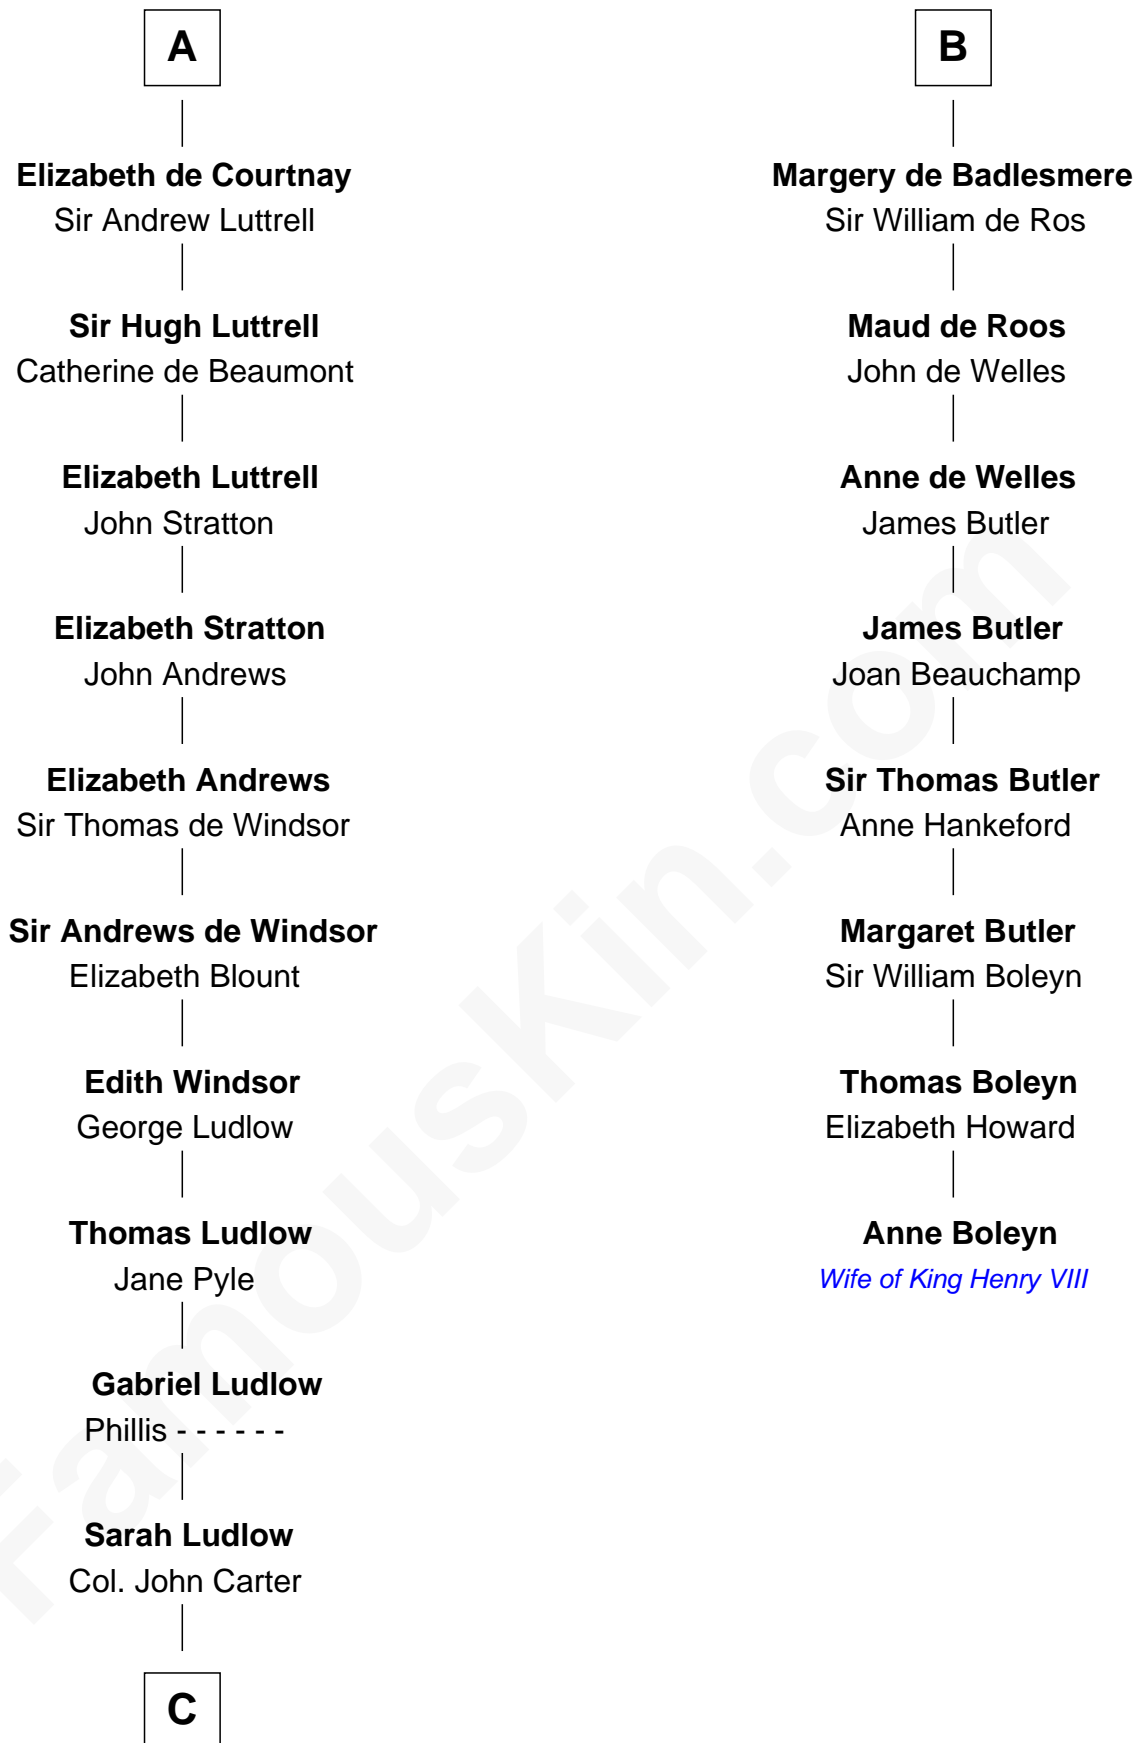 A
Elizabeth de Courtnay
Sir Andrew Luttrell
Sir Hugh Luttrell
Catherine de Beaumont
Elizabeth Luttrell
John Stratton
Elizabeth Stratton
John Andrews
Elizabeth Andrews
Sir Thomas de Windsor
Sir Andrews de Windsor
Elizabeth Blount
Edith Windsor
George Ludlow
Thomas Ludlow
Jane Pyle
Gabriel Ludlow
Phillis - - - - - -
Sarah Ludlow
Col. John Carter
C
B
Margery de Badlesmere
Sir William de Ros
Maud de Roos
John de Welles
Anne de Welles
James Butler
James Butler
Joan Beauchamp
Sir Thomas Butler
Anne Hankeford
Margaret Butler
Sir William Boleyn
Thomas Boleyn
Elizabeth Howard
Anne Boleyn
Wife of King Henry VIII
FamousKin.com